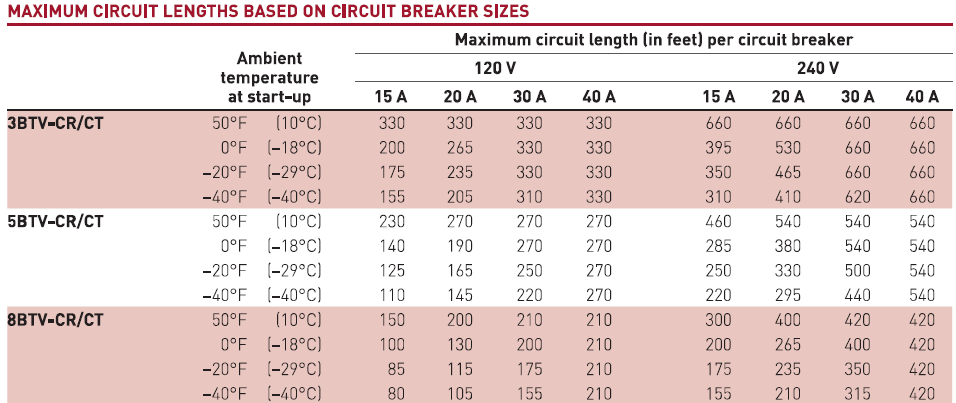 MAXIMUM CIRCUIT LENGTHS BASED ON CIRCUIT BREAKER SIZES
Maximum circuit length (in feet) per circuit breaker
Ambient temperature at start–up
120 V 240 V
15 A 20 A 30 A 40 A 15 A 20 A 30 A 40 A
3BTV–CR/CT 50°F (10°C) 330 330 330 330 660 660 660 660
0°F (–18°C) 200 265 330 330 395 530 660 660
–20°F (–29°C) 175 235 330 330 350 465 660 660
–40°F (–40°C) 155 205 310 330 310 410 620 660
5BTV–CR/CT 50°F (10°C) 230 270 270 270 460 540 540 540
0°F (–18°C) 140 190 270 270 285 380 540 540
–20°F (–29°C) 125 165 250 270 250 330 500 540
–40°F (–40°C) 110 145 220 270 220 295 440 540
8BTV–CR/CT 50°F (10°C) 150 200 210 210 300 400 420 420
0°F (–18°C) 100 130 200 210 200 265 400 420
–20°F (–29°C) 85 115 175 210 175 235 350 420
–40°F (–40°C) 80 105 155 210 155 210 315 420